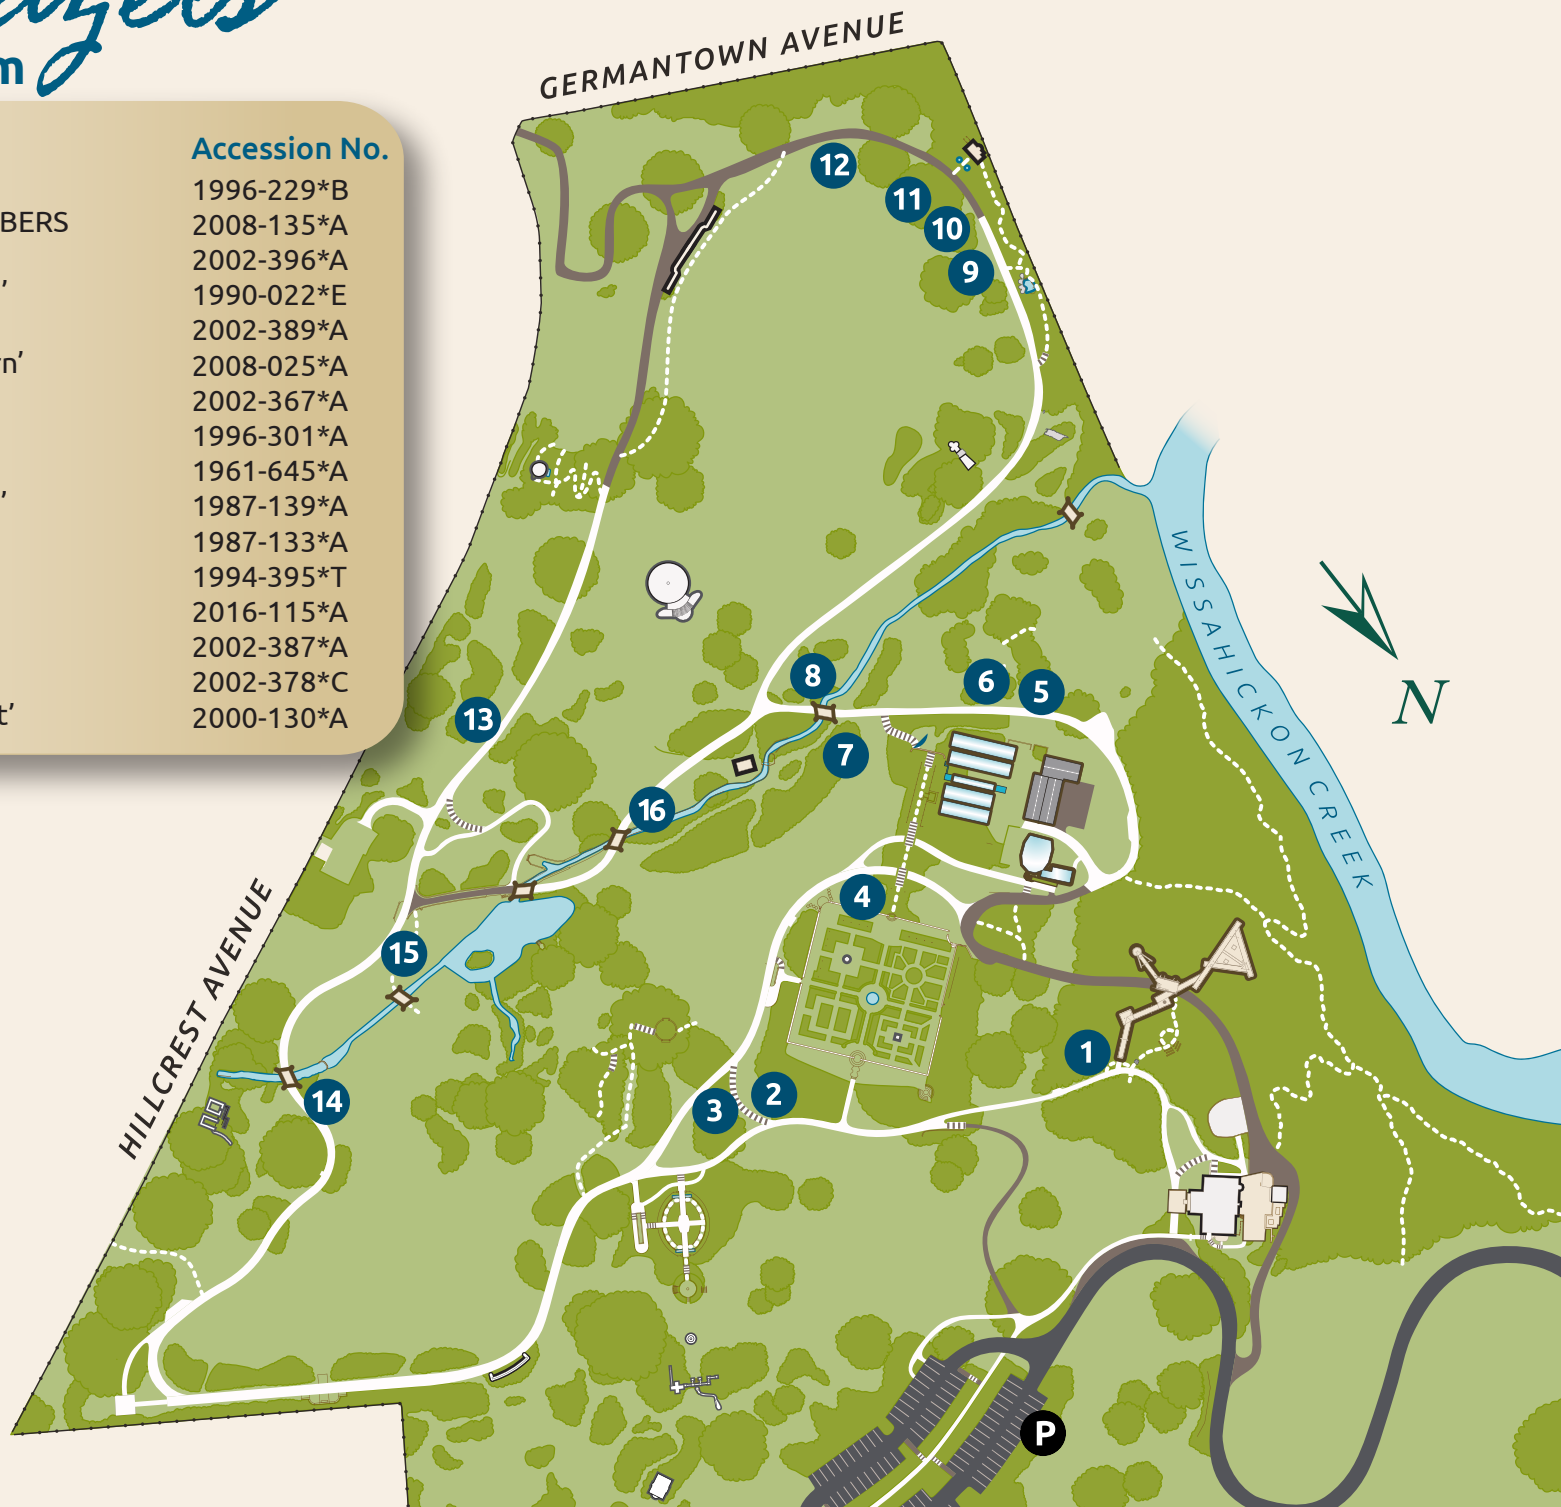 m
Accession No.
1996-229*B
BERS
2008-135*A
2002-396*A
,
1990-022*E
2002-389*A
n’
2008-025*A
2002-367*A
1996-301*A
1961-645*A
,
1987-139*A
1987-133*A
1994-395*T
2016-115*A
2002-387*A
2002-378*C
t’
2000-130*A
GERMANTOWN AVENUE
12
11
10
9
WISSAHICKON CREEK
N
8
6
5
13
7
16
4
15
HILLCREST AVENUE
1
14
3
2
P